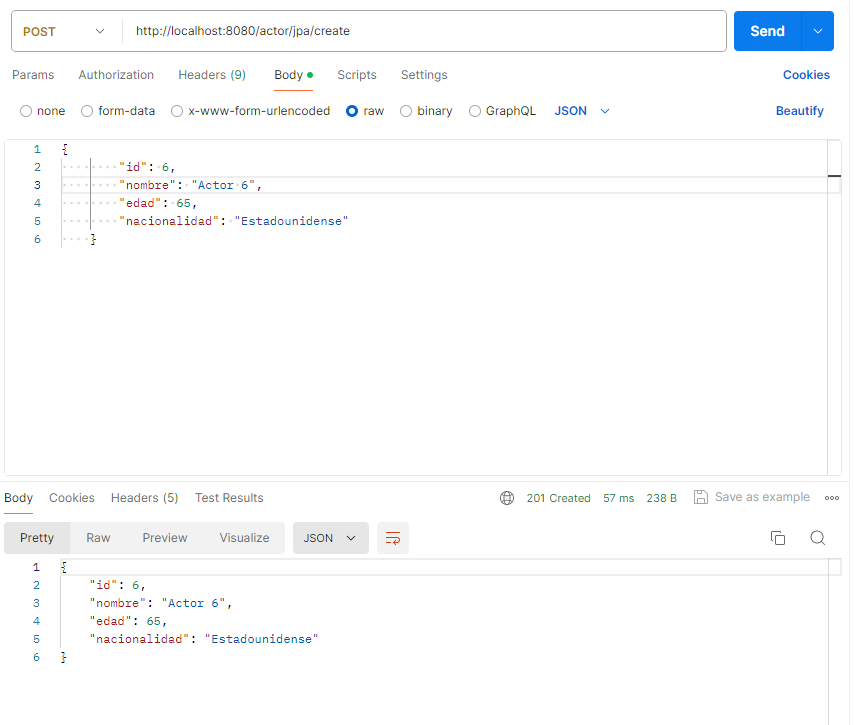 POST http://localhost:8080/actor/jpa/create Send
Params Authorization Headers (9) Body Scripts Settings Cookies
none form-data x-www-form-urlencoded raw binary GraphQL JSON Beautify
1 {
2 "id": 6,
3 "nombre": "Actor 6",
4 "edad": 65,
5 "nacionalidad": "Estadounidense"
6 }
Body Cookies Headers (5) Test Results 201 Created 57 ms 238 B Save as example
Pretty Raw Preview Visualize JSON
1 {
2 "id": 6,
3 "nombre": "Actor 6",
4 "edad": 65,
5 "nacionalidad": "Estadounidense"
6 }